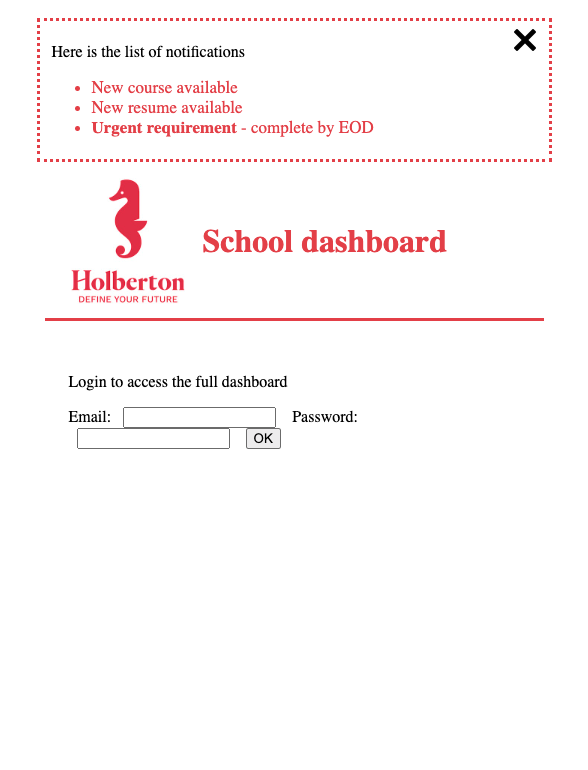 Here is the list of notifications
New course available
New resume available
Urgent requirement - complete by EOD
School dashboard
Holberton
DEFINE YOUR FUTURE
Login to access the full dashboard
Email: Password:
OK